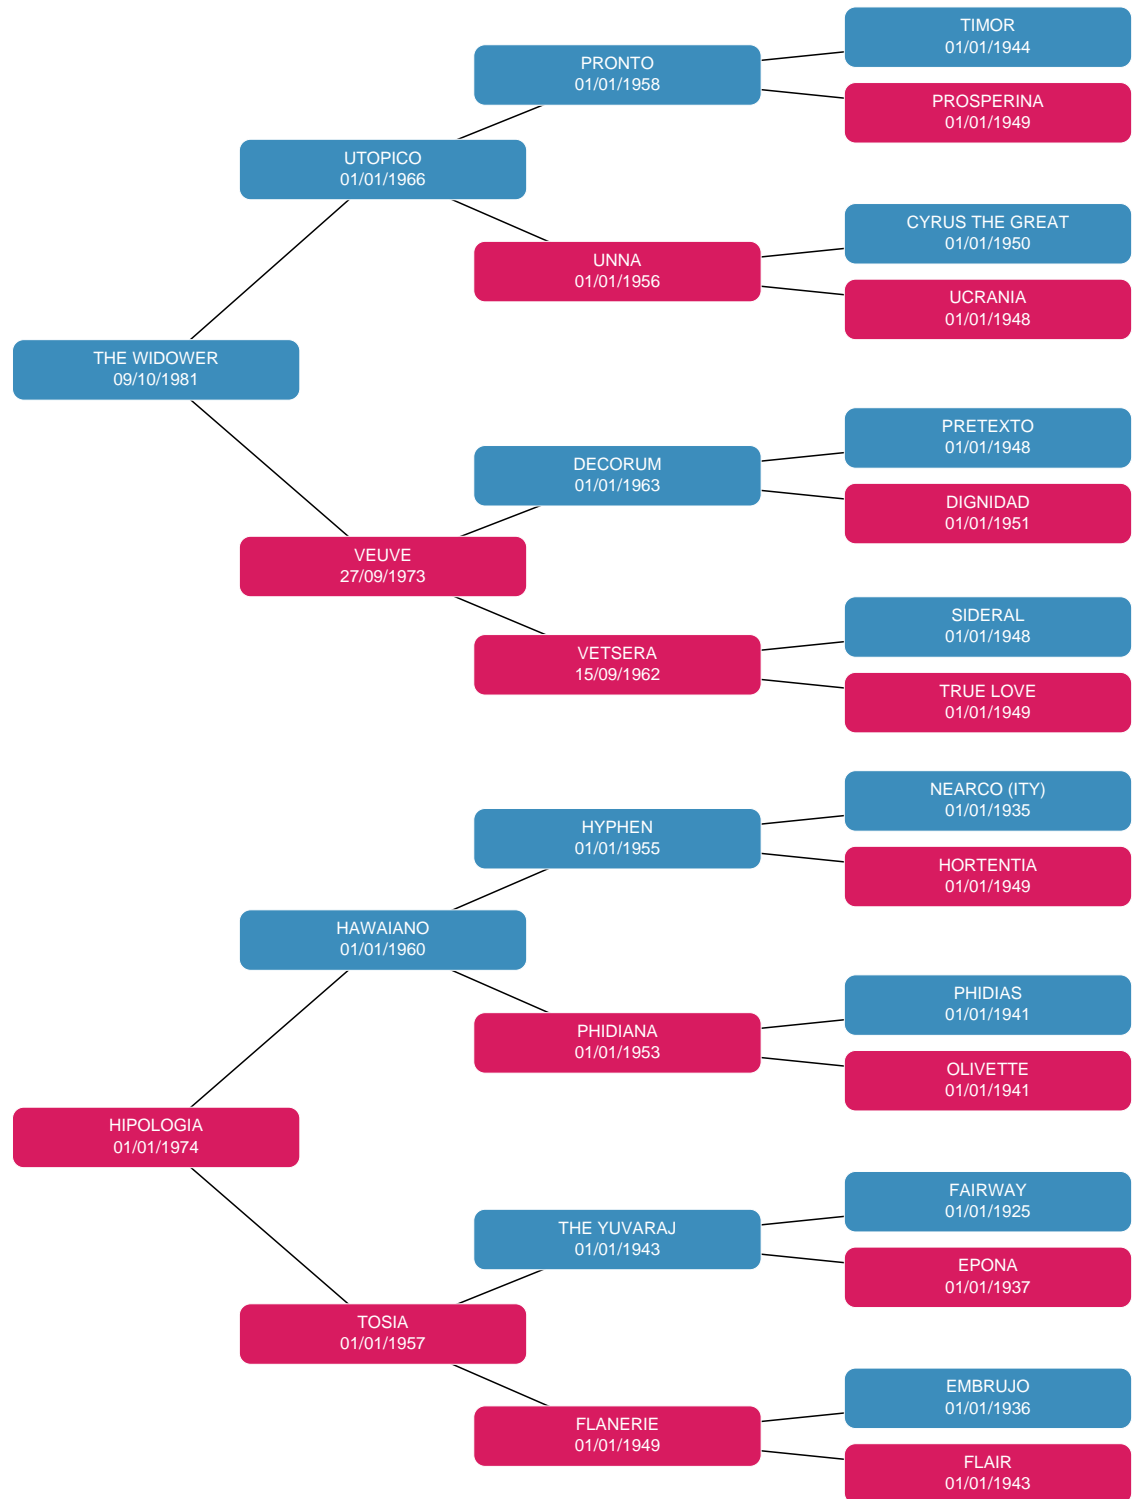 TIMOR
01/01/1944
PRONTO
01/01/1958
PROSPERINA
01/01/1949
UTOPICO
01/01/1966
CYRUS THE GREAT
01/01/1950
UNNA
01/01/1956
UCRANIA
01/01/1948
THE WIDOWER
09/10/1981
PRETEXTO
01/01/1948
DECORUM
01/01/1963
DIGNIDAD
01/01/1951
VEUVE
27/09/1973
SIDERAL
01/01/1948
VETSERA
15/09/1962
TRUE LOVE
01/01/1949
NEARCO (ITY)
01/01/1935
HYPHEN
01/01/1955
HORTENTIA
01/01/1949
HAWAIANO
01/01/1960
PHIDIAS
01/01/1941
PHIDIANA
01/01/1953
OLIVETTE
01/01/1941
HIPOLOGIA
01/01/1974
FAIRWAY
01/01/1925
THE YUVARAJ
01/01/1943
EPONA
01/01/1937
TOSIA
01/01/1957
EMBRUJO
01/01/1936
FLANERIE
01/01/1949
FLAIR
01/01/1943